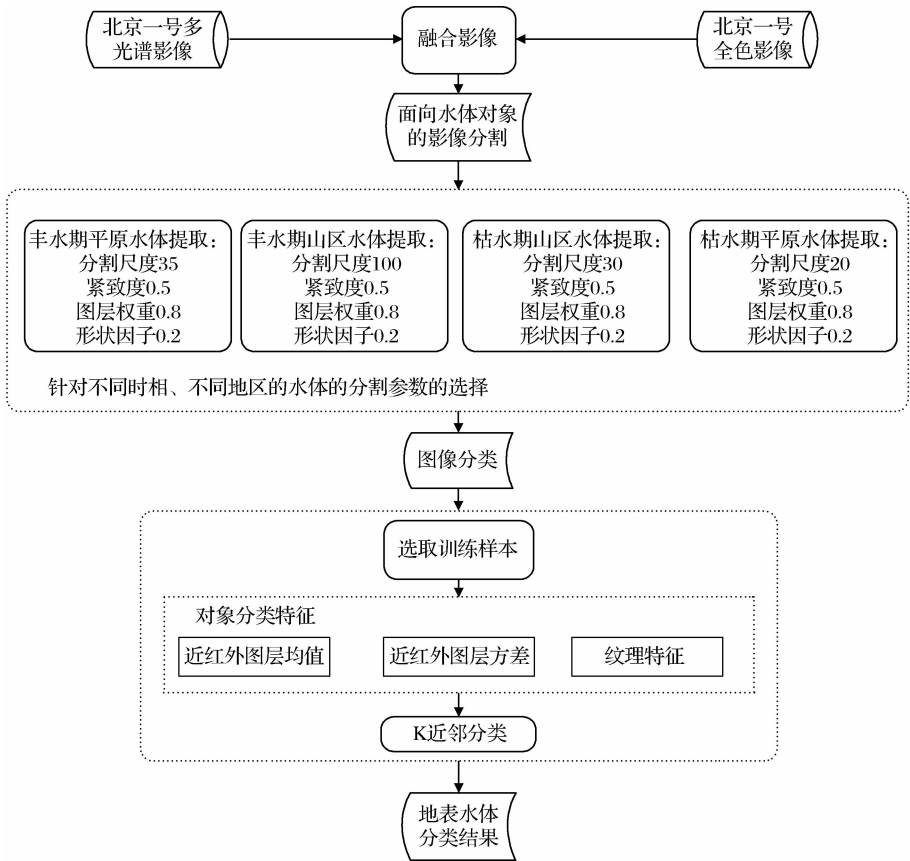 北京一号多
光谱影像
融合影像
北京一号
全色影像
面向水体对象
的影像分割
丰水期平原水体提取：
分割尺度35
紧致度0.5
图层权重0.8
形状因子0.2
丰水期山区水体提取：
分割尺度100
紧致度0.5
图层权重0.8
形状因子0.2
枯水期山区水体提取：
分割尺度30
紧致度0.5
图层权重0.8
形状因子0.2
枯水期平原水体提取：
分割尺度20
紧致度0.5
图层权重0.8
形状因子0.2
针对不同时相、不同地区的水体的分割参数的选择
图像分类
选取训练样本
对象分类特征
近红外图层均值
近红外图层方差
纹理特征
K近邻分类
地表水体
分类结果